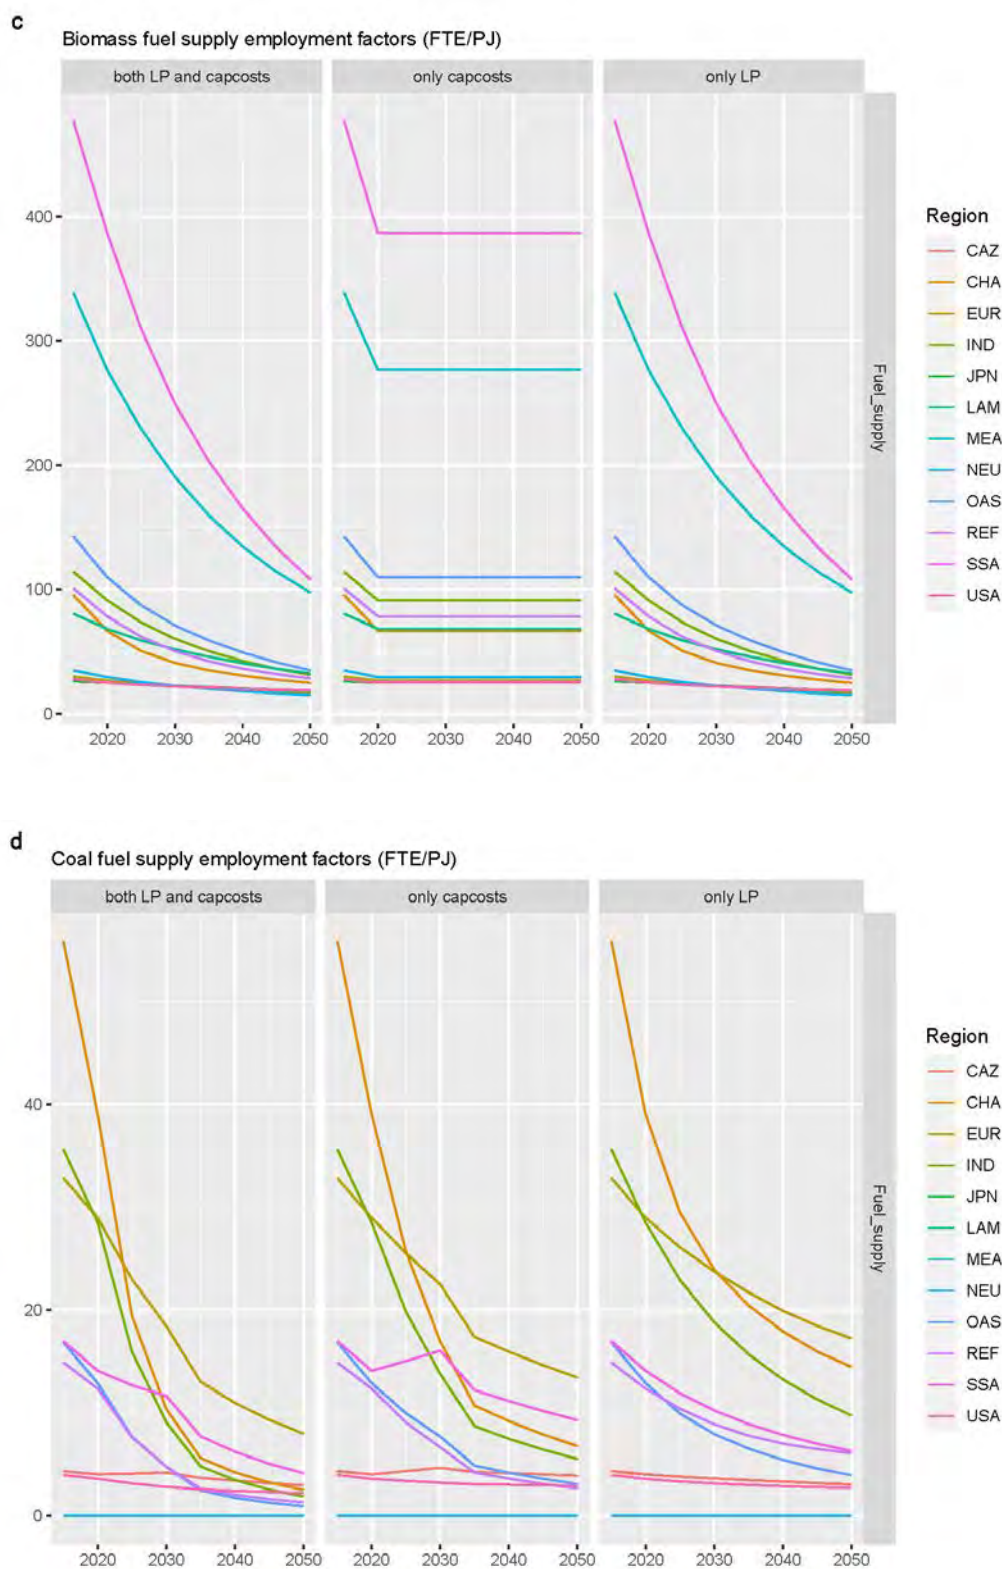 c
Biomass fuel supply employment factors (FTE/PJ)
both LP and capcosts
only capcosts
only LP
400
300
200
100
0
2020 2030 2040 2050
2020 2030 2040 2050
2020 2030 2040 2050
Fuel_supply
Region
CAZ
CHA
EUR
IND
JPN
LAM
MEA
NEU
OAS
REF
SSA
USA
d
Coal fuel supply employment factors (FTE/PJ)
both LP and capcosts
only capcosts
only LP
40
20
0
2020 2030 2040 2050
2020 2030 2040 2050
2020 2030 2040 2050
Fuel_supply
Region
CAZ
CHA
EUR
IND
JPN
LAM
MEA
NEU
OAS
REF
SSA
USA